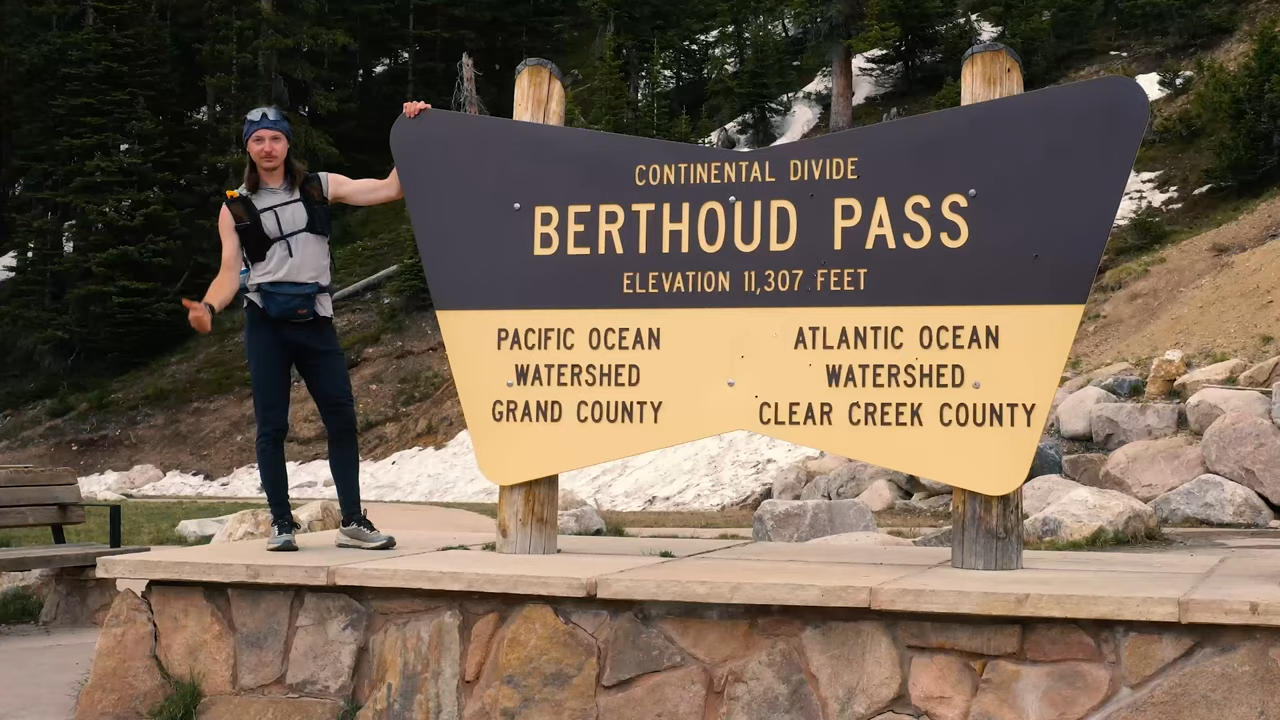 CONTINENTAL DIVIDE
BERTHOUD PASS
ELEVATION 11,307 FEET
PACIFIC OCEAN
WATERSHED
GRAND COUNTY
ATLANTIC OCEAN
WATERSHED
CLEAR CREEK COUNTY